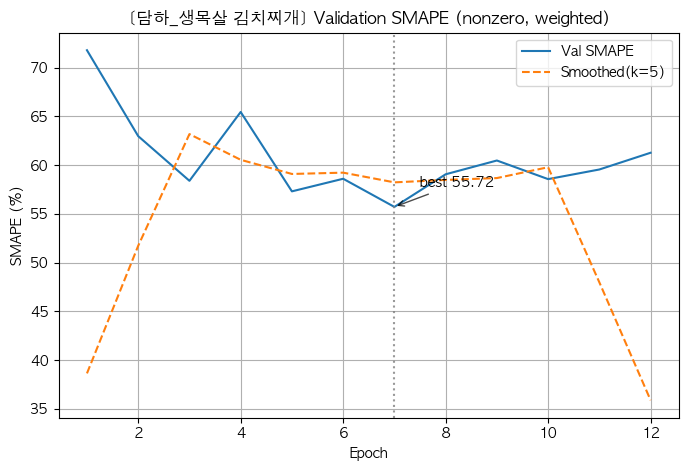 [담하_생목살 김치찌개] Validation SMAPE (nonzero, weighted)
Val SMAPE
Smoothed(k=5)
best 55.72
SMAPE (%)
70
65
60
55
50
45
40
35
2 4 6 8 10 12
Epoch